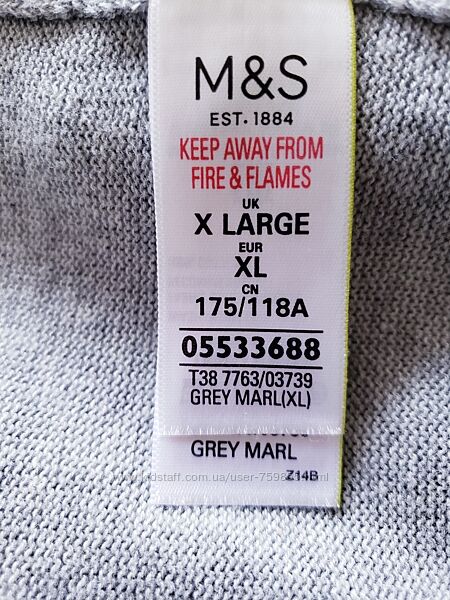 M&S
EST. 1884
KEEP AWAY FROM
FIRE & FLAMES
UK
X LARGE
EUR
XL
CN
175/118A
05533688
T38 7763/03739
GREY MARL(XL)
GREY MARL
Z14B